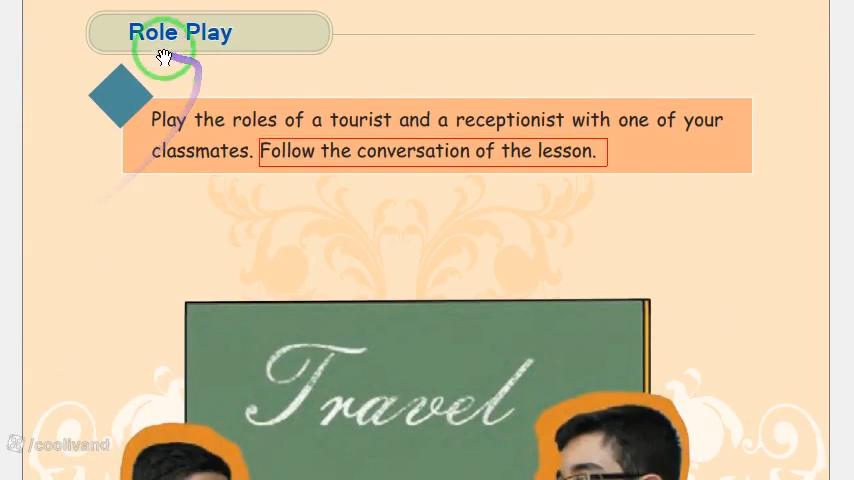 Role Play
Play the roles of a tourist and a receptionist with one of your
classmates. Follow the conversation of the lesson.
Travel
/coolivand